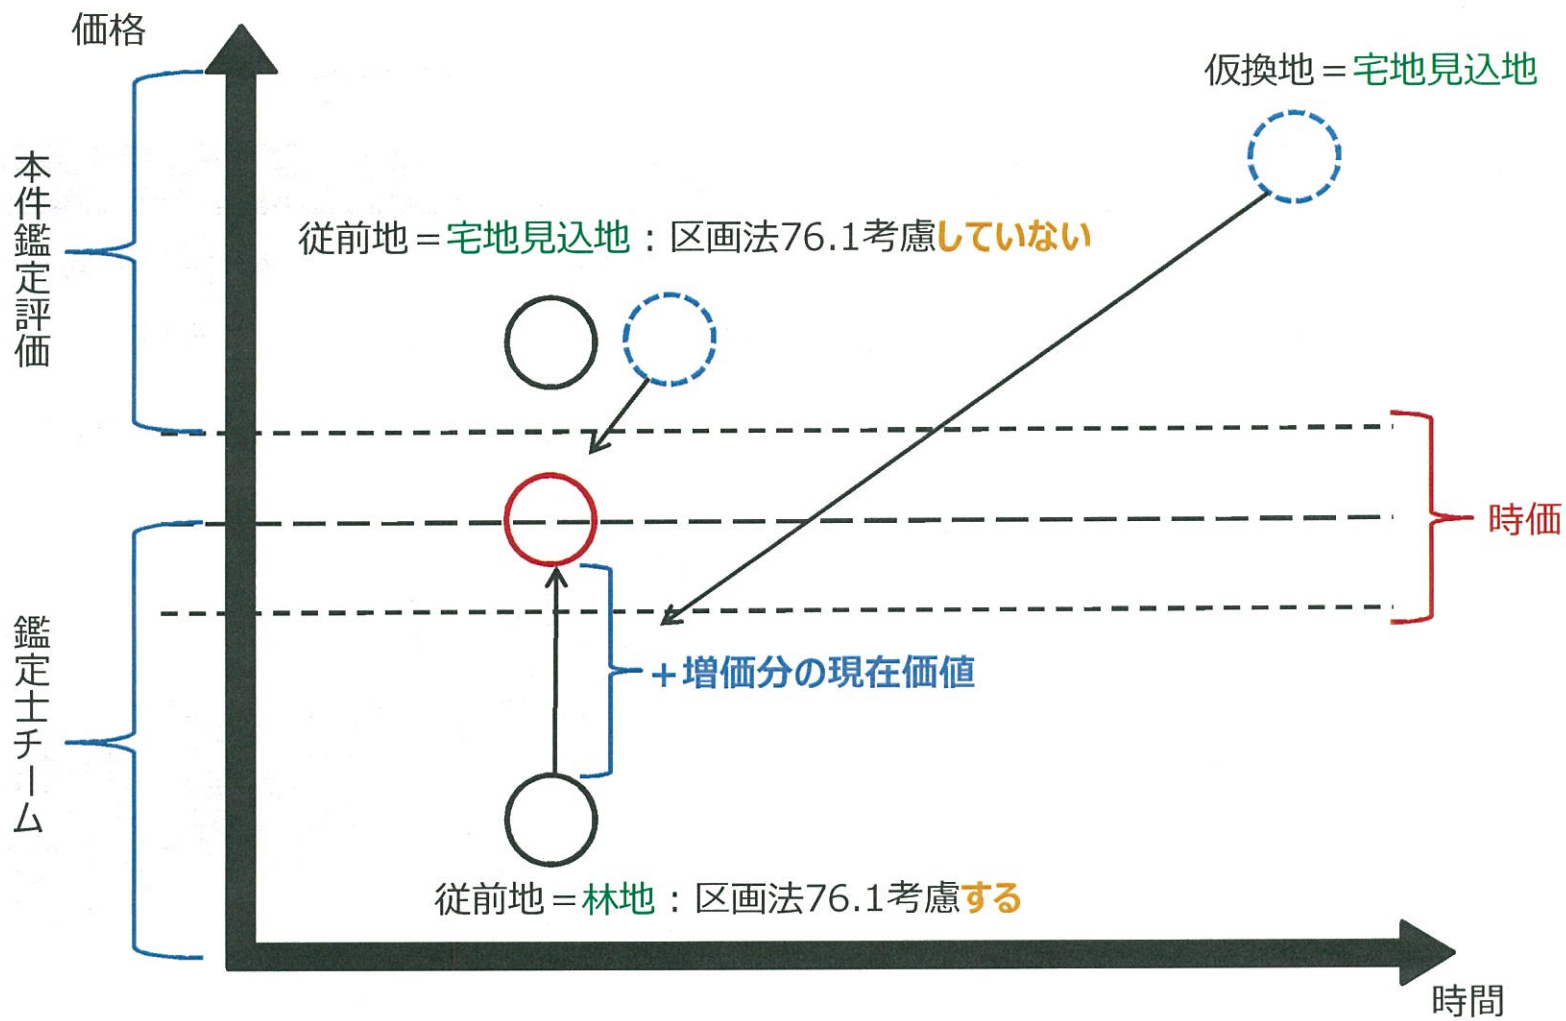 価格
仮換地＝宅地見込地
本件鑑定評価
従前地＝宅地見込地：区画法76.1考慮していない
時価
鑑定士チーム
＋増価分の現在価値
従前地＝林地：区画法76.1考慮する
時間